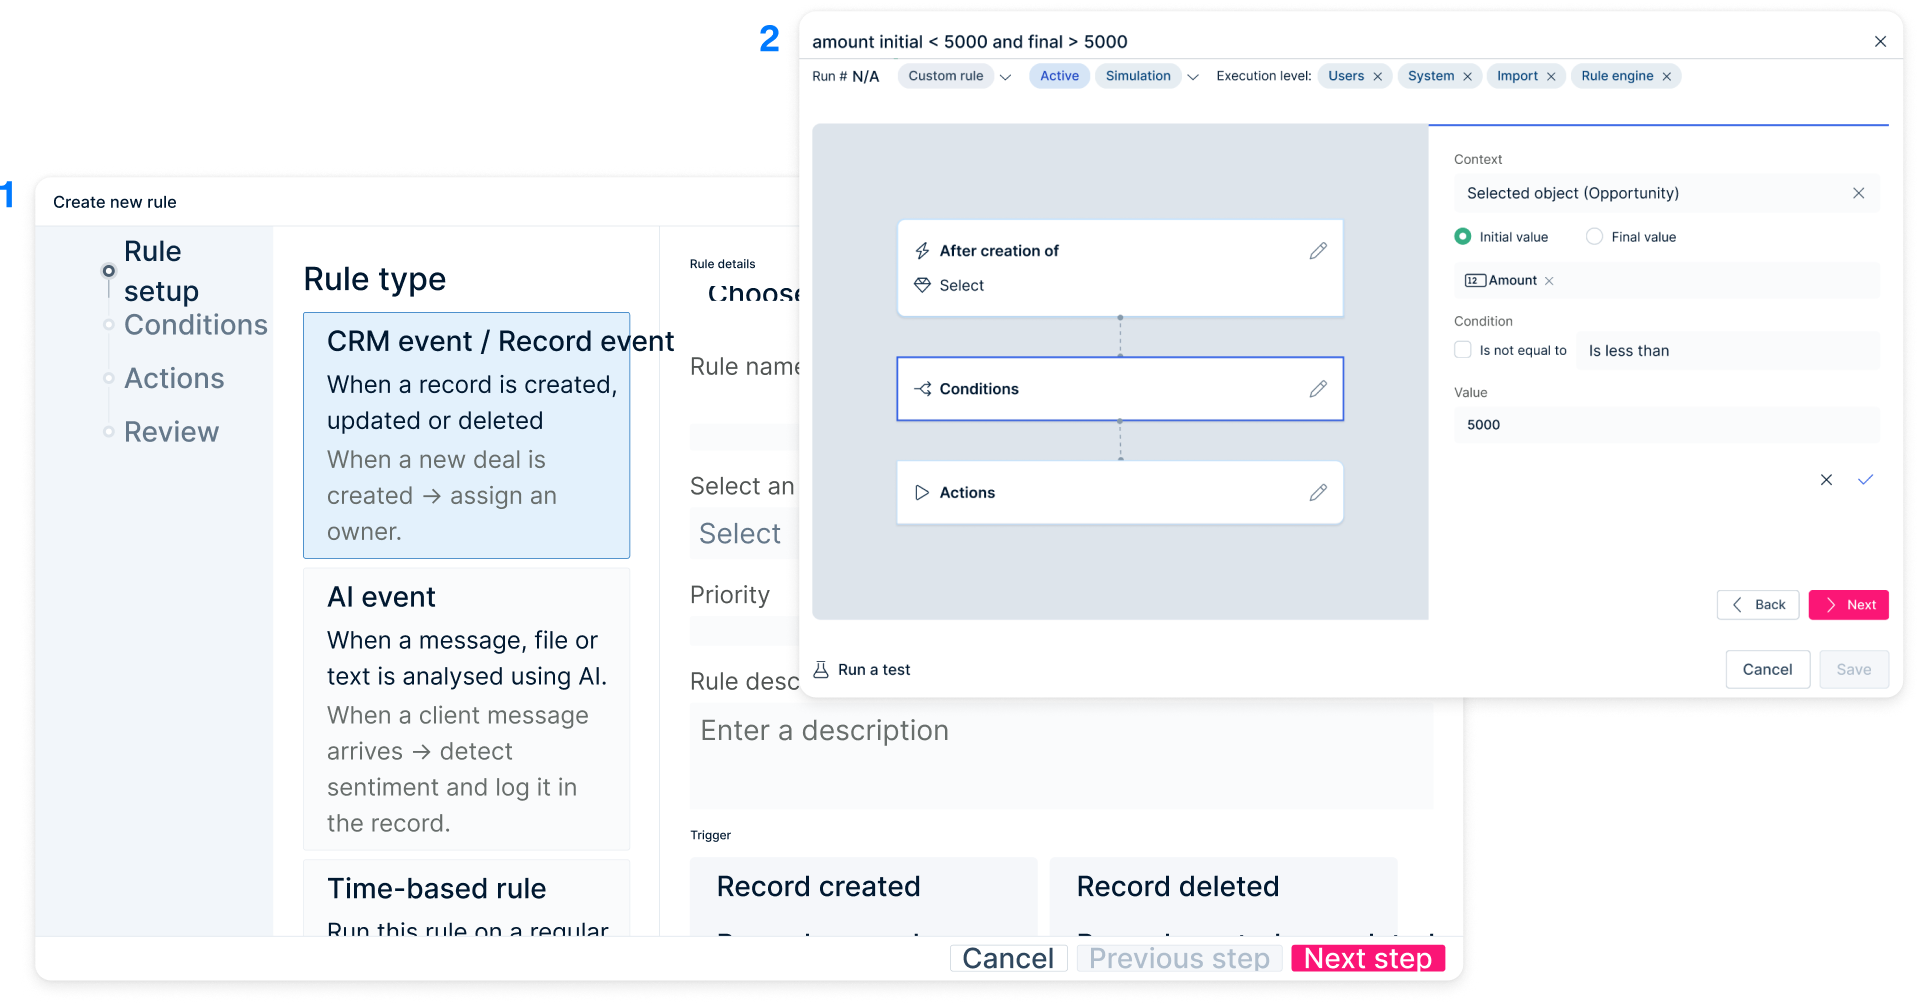 1
Create new rule
Rule
setup
Conditions
Actions
Review
Rule type
CRM event / Record event
When a record is created,
updated or deleted
When a new deal is
created → assign an
owner.
AI event
When a message, file or
text is analysed using AI.
When a client message
arrives → detect
sentiment and log it in
the record.
Time-based rule
Run this rule on a regular
Rule details
Choose
Rule name
Select an
Select
Priority
Rule desc
Enter a description
Trigger
Record created
Record deleted
Cancel
Previous step
Next step
2
amount initial < 5000 and final > 5000
Run # N/A Custom rule Active Simulation Execution level: Users System Import Rule engine
After creation of
Select
Conditions
Actions
Context
Selected object (Opportunity)
Initial value Final value
12 Amount
Condition
Is not equal to Is less than
Value
5000
Back Next
Run a test
Cancel Save